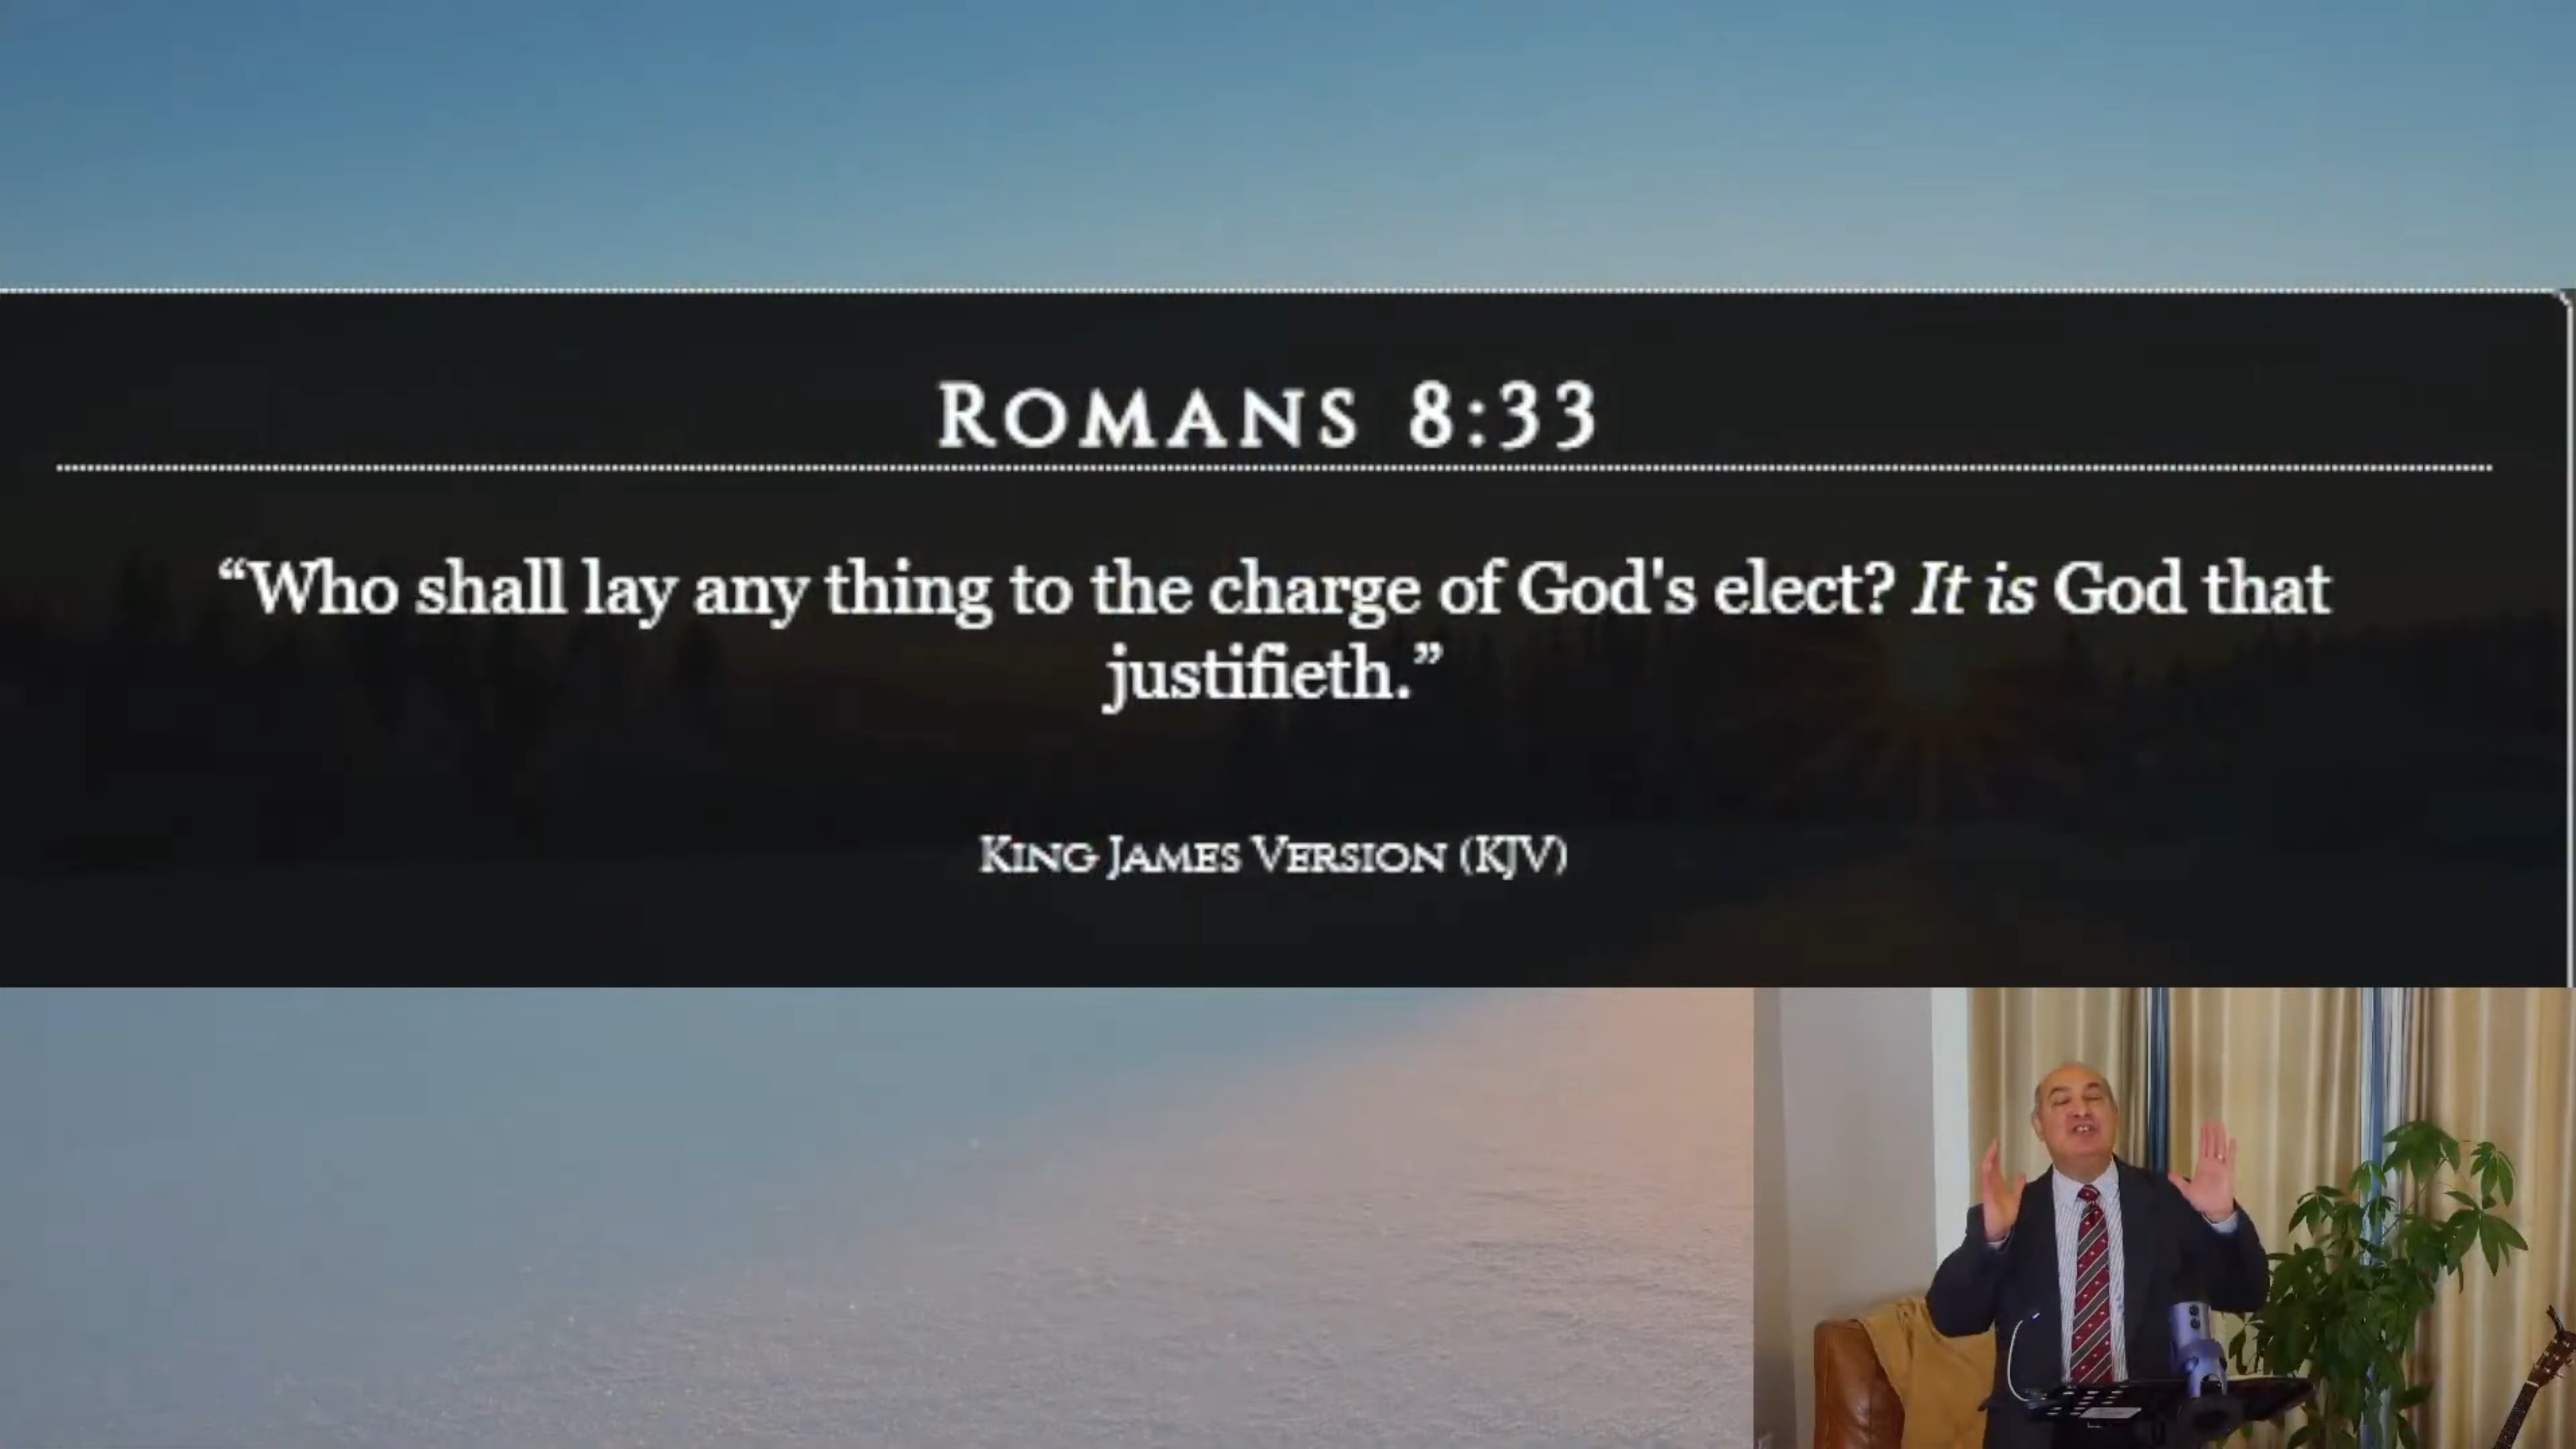 ROMANS 8:33
“Who shall lay any thing to the charge of God's elect? It is God that
justifieth.”
KING JAMES VERSION (KJV)